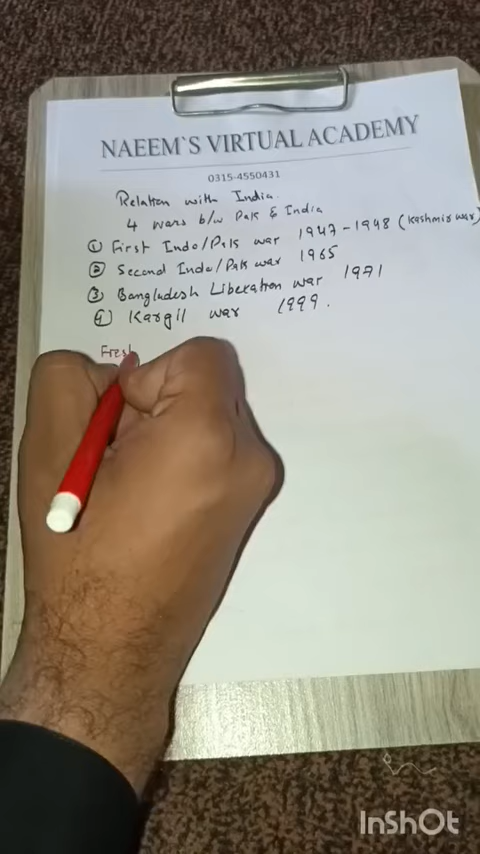 NAEEM`S VIRTUAL ACADEMY
0315-4550431
Relation with India.
4 wars b/w Pak & India
① First Indo/Pak war 1947-1948 (Kashmir war)
② Second Indo/Pak war 1965
③ Bangladesh Liberation war 1971
④ Kargil war 1999.
Fresh
InShOt